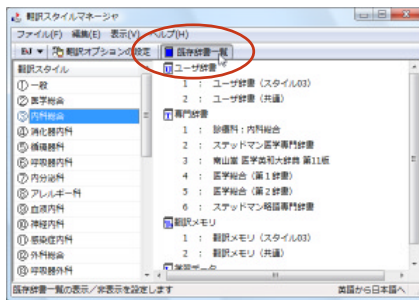 翻訳スタイルマネージャ
ファイル(F) 編集(E) 表示(V) ヘルプ(H)
EJ ▼ 翻訳オプションの設定 既存辞書一覧
翻訳スタイル
① 一般
② 医学総合
③ 内科総合
④ 消化器内科
⑤ 循環器科
⑥ 呼吸器内科
⑦ 内分泌科
⑧ アレルギー科
⑨ 血液内科
⑩ 神経内科
⑪ 感染症内科
⑫ 外科総合
⑬ 呼吸器外科
ユーザ辞書
1 : ユーザ辞書（スタイル03）
2 : ユーザ辞書（共通）
専門辞書
1 : 診療科：内科総合
2 : ステッドマン医学専門辞書
3 : 南山堂 医学英和大辞典 第11版
4 : 医学総合（第1辞書）
5 : 医学総合（第2辞書）
6 : ステッドマン略語専門辞書
翻訳メモリ
1 : 翻訳メモリ（スタイル03）
2 : 翻訳メモリ（共通）
学習データ
既存辞書一覧の表示／非表示を設定します 英語から日本語へ